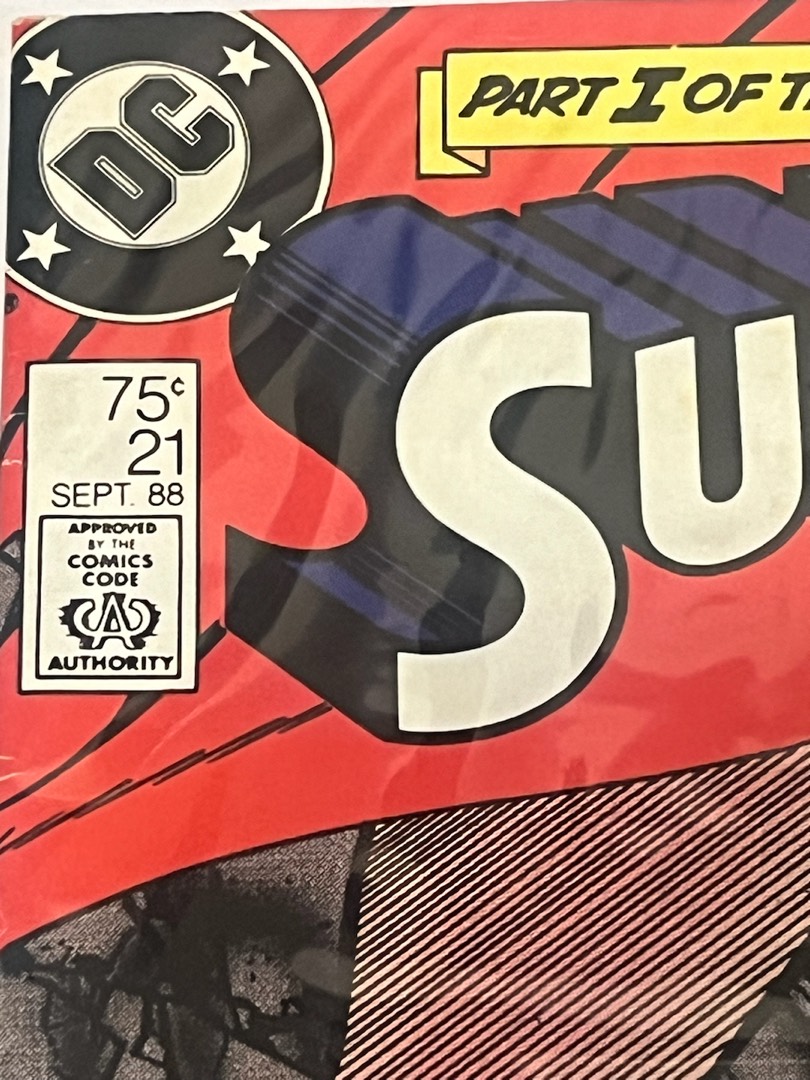 DC
PART I OF T
SU
75¢
21
SEPT. 88
APPROVED
BY THE
COMICS
CODE
CA
AUTHORITY